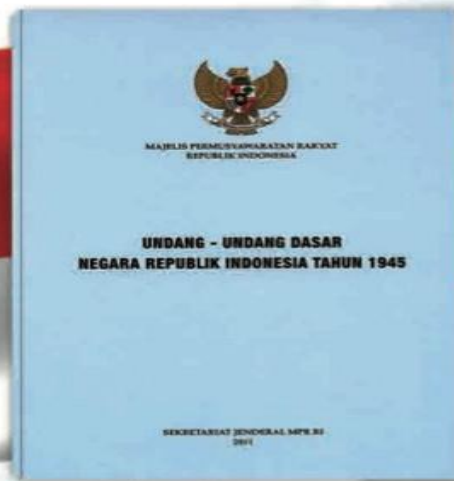 MAJELIS PERMUSYAWARATAN RAKYAT
REPUBLIK INDONESIA
UNDANG - UNDANG DASAR
NEGARA REPUBLIK INDONESIA TAHUN 1945
SEKRETARIAT JENDERAL MPR RI